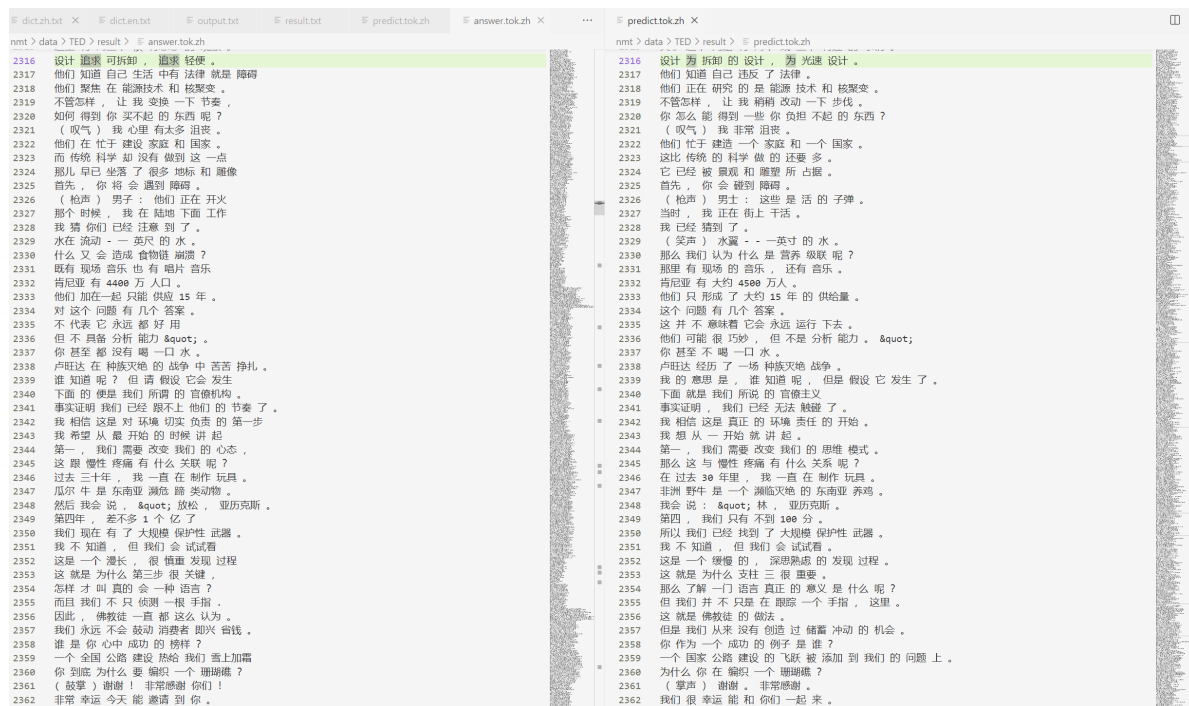 dict.zh.txt
dict.en.txt
output.txt
result.txt
predict.tok.zh
answer.tok.zh
nmt > data > TED > result > answer.tok.zh
2316 设计 追求 可拆卸 , 追求 轻便 。
2317 他们 知道 自己 生活 中有 法律 就是 障碍
2318 他们 聚焦 在 能源技术 和 核聚变 。
2319 不管怎样 , 让 我 变换 一下 节奏 ,
2320 如何 得到 你 买不起 的 东西 呢 ?
2321 ( 叹气 ) 我 心里 有太多 沮丧 。
2322 他们 在 忙于 建设 家庭 和 国家 。
2323 而 传统 科学 却 没有 做到 这 一点
2324 那儿 早已 坐落 了 很多 地标 和 雕像
2325 首先 , 你 将 会 遇到 障碍 。
2326 ( 枪声 ) 男子 : 他们 正在 开火
2327 那个 时候 , 我 在 陆地 下面 工作
2328 我 猜 你们 已经 注意 到 了 。
2329 水在 流动 - 一 英尺 的 水 。
2330 什么 又 会 造成 食物链 崩溃 ?
2331 既有 现场 音乐 也 有 唱片 音乐
2332 肯尼亚 有 4400 万 人口 。
2333 他们 加在一起 只能 供应 15 年 。
2334 对 这个 问题 有 几个 答案 。
2335 不 代表 它 永远 都 好 用
2336 但 不 具备 分析 能力 &quot; 。
2337 你 甚至 都 没有 喝 一口 水 。
2338 卢旺达 在 种族灭绝 的 战争 中 苦苦 挣扎 。
2339 谁 知道 呢 ? 但 请 假设 它会 发生
2340 下面 的 便是 我们 所谓 的 官僚机构 。
2341 事实证明 我们 已经 跟不上 他们 的 节奏 了 。
2342 我 相信 这是 对 环境 切实 负责 的 第一步
2343 我 希望 从 最 开始 的 时候 讲 起
2344 第一 , 我们 需要 改变 我们 的 心态 ,
2345 这 跟 慢性 疼痛 有 什么 关联 呢 ?
2346 过去 三十年 , 我 一直 在 制作 玩具 。
2347 瓜尔 牛 是 东南亚 濒危 蹄 类动物 。
2348 然后 我会 说 , &quot; 放松 , 亚历克斯 。
2349 第四年 , 差不多 1 个 亿 了
2350 我们 现在 有 了 大规模 保护性 武器 。
2351 我 不 知道 , 但 我们 会 试试看
2352 这是 一个 漫长 , 很 慎重 发现 过程
2353 这 就是 为什么 第三步 很 关键 ,
2354 怎样 才 叫 真的 会 一种 语言 ?
2355 而且 我们 不 只 侦测 一根 手指 .
2356 因此 , 佛教徒 一直 都 这么 认为 。
2357 我们 永远 不会 鼓动 消费者 即兴 省钱 。
2358 谁 是 你 心中 成功 的 榜样 ?
2359 一个 全国 公路 建设 热给 我们 雪上加霜
2360 你 到底 为什么 要 编织 一个 珊瑚礁 ?
2361 ( 鼓掌 ) 谢谢 ! 非常感谢 你们 !
2362 非常 幸运 今天 能 邀请 到 你 。
predict.tok.zh
nmt > data > TED > result > predict.tok.zh
2316 设计 为 拆卸 的 设计 , 为 光速 设计 。
2317 他们 知道 自己 违反 了 法律 。
2318 他们 正在 研究 的 是 能源 技术 和 核聚变 。
2319 不管怎样 , 让 我 稍稍 改动 一下 步伐 。
2320 你 怎么 能 得到 一些 你 负担 不起 的 东西 ?
2321 ( 叹气 ) 我 非常 沮丧 。
2322 他们 忙于 建造 一个 家庭 和 一个 国家 。
2323 这比 传统 的 科学 做 的 还要 多 。
2324 它 已经 被 景观 和 雕塑 所 占据 。
2325 首先 , 你 会 碰到 障碍 。
2326 ( 枪声 ) 男士 : 这些 是 活 的 子弹 。
2327 当时 , 我 正在 街上 干活 。
2328 我 已经 猜到 了 。
2329 ( 笑声 ) 水翼 - - 一英寸 的 水 。
2330 那么 我们 认为 什么 是 营养 级联 呢 ?
2331 那里 有 现场 的 音乐 , 还有 音乐 。
2332 肯尼亚 有 大约 4500 万人 。
2333 他们 只 形成 了 大约 15 年 的 供给量 。
2334 这个 问题 有 几个 答案 。
2335 这 并 不 意味着 它会 永远 运行 下去 。
2336 他们 可能 很 巧妙 , 但 不是 分析 能力 。 &quot;
2337 你 甚至 不 喝 一口 水 。
2338 卢旺达 经历 了 一场 种族灭绝 战争 。
2339 我 的 意思 是 , 谁 知道 呢 , 但是 假设 它 发生 了 。
2340 下面 就是 我们 所说 的 官僚主义
2341 事实证明 , 我们 已经 无法 触碰 了 。
2342 我 相信 这是 真正 的 环境 责任 的 开始 。
2343 我 想 从 一 开始 就 讲 起 。
2344 第一 , 我们 需要 改变 我们 的 思维 模式 。
2345 那么 这 与 慢性 疼痛 有 什么 关系 呢 ?
2346 在 过去 30 年里 , 我 一直 在 制作 玩具 。
2347 非洲 野牛 是 一个 濒临灭绝 的 东南亚 养鸡 。
2348 我会 说 : &quot; 林 , 亚历克斯 。
2349 第四 , 我们 只有 不到 100 分 。
2350 所以 我们 已经 找到 了 大规模 保护性 武器 。
2351 我 不 知道 , 但 我们 会 试试看 。
2352 这是 一个 缓慢 的 , 深思熟虑 的 发现 过程 。
2353 这 就是 为什么 支柱 三 很 重要 。
2354 那么 了解 一门 语言 真正 的 意义 是 什么 呢 ?
2355 但 我们 并 不 只是 在 跟踪 一个 手指 , 这里 。
2356 这 就是 佛教徒 的 做法 。
2357 但是 我们 从来 没有 创造 过 储蓄 冲动 的 机会 。
2358 你 作为 一个 成功 的 例子 是 谁 ?
2359 一个 国家 公路 建设 的 飞跃 被 添加 到 我们 的 问题 上 。
2360 为什么 你 在 编织 一个 珊瑚礁 ?
2361 ( 掌声 ) 谢谢 。 非常感谢 。
2362 我们 很 幸运 能 和 你们 一起 来 。